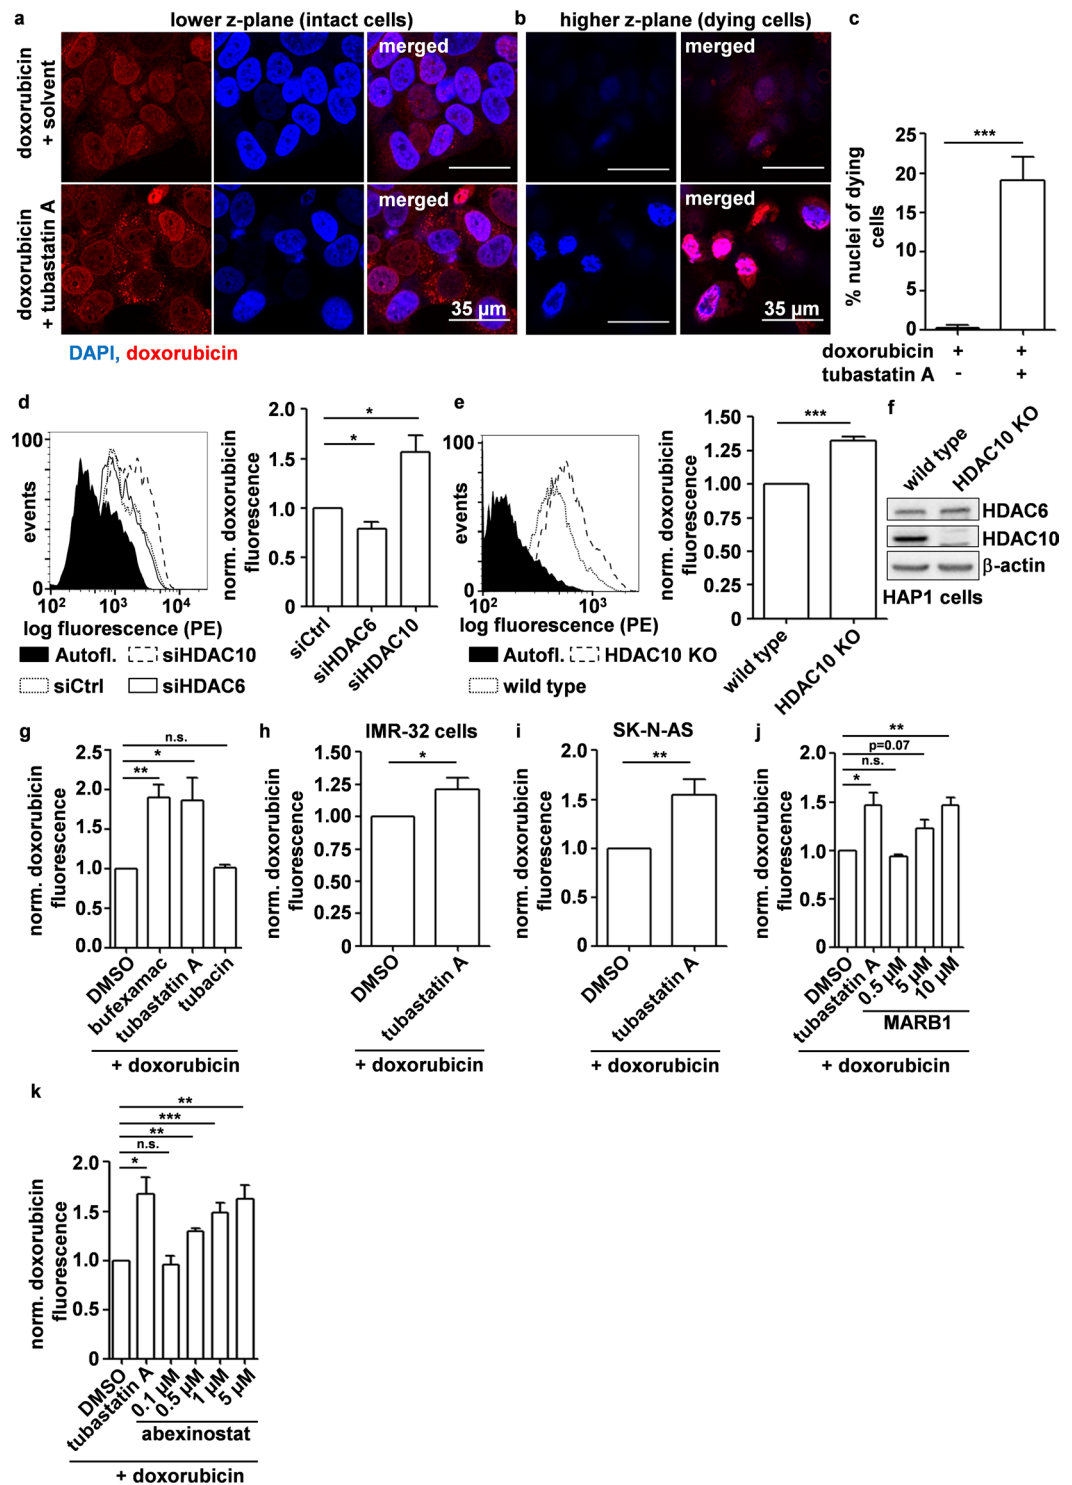 a lower z-plane (intact cells)
b higher z-plane (dying cells)
c
doxorubicin
+ solvent
merged
merged
doxorubicin
+ tubastatin A
merged
35 µm
merged
35 µm
DAPI, doxorubicin
% nuclei of dying
cells
25
20
15
10
5
0
***
doxorubicin + +
tubastatin A - +
d
100
events
0
10² 10³ 10⁴
log fluorescence (PE)
Autofl. siHDAC10
siCtrl siHDAC6
norm. doxorubicin
fluorescence
2.0
1.5
1.0
0.5
0
*
*
siCtrl
siHDAC6
siHDAC10
e
100
events
0
10² 10³
log fluorescence (PE)
Autofl. HDAC10 KO
wild type
norm. doxorubicin
fluorescence
1.50
1.25
1.00
0.75
0.50
0.25
0
***
wild type
HDAC10 KO
f
wild type
HDAC10 KO
HDAC6
HDAC10
β-actin
HAP1 cells
g
norm. doxorubicin
fluorescence
2.5
2.0
1.5
1.0
0.5
0.0
n.s.
*
**
DMSO
bufexamac
tubastatin A
tubacin
+ doxorubicin
h IMR-32 cells
norm. doxorubicin
fluorescence
1.50
1.25
1.00
0.75
0.50
0.25
0
*
DMSO
tubastatin A
+ doxorubicin
i SK-N-AS
norm. doxorubicin
fluorescence
2.0
1.5
1.0
0.5
0
**
DMSO
tubastatin A
+ doxorubicin
j
norm. doxorubicin
fluorescence
2.0
1.5
1.0
0.5
0
**
p=0.07
n.s.
*
DMSO
tubastatin A
0.5 µM
5 µM
10 µM
MARB1
+ doxorubicin
k
norm. doxorubicin
fluorescence
2.0
1.5
1.0
0.5
0
**
***
**
n.s.
*
DMSO
tubastatin A
0.1 µM
0.5 µM
1 µM
5 µM
abexinostat
+ doxorubicin